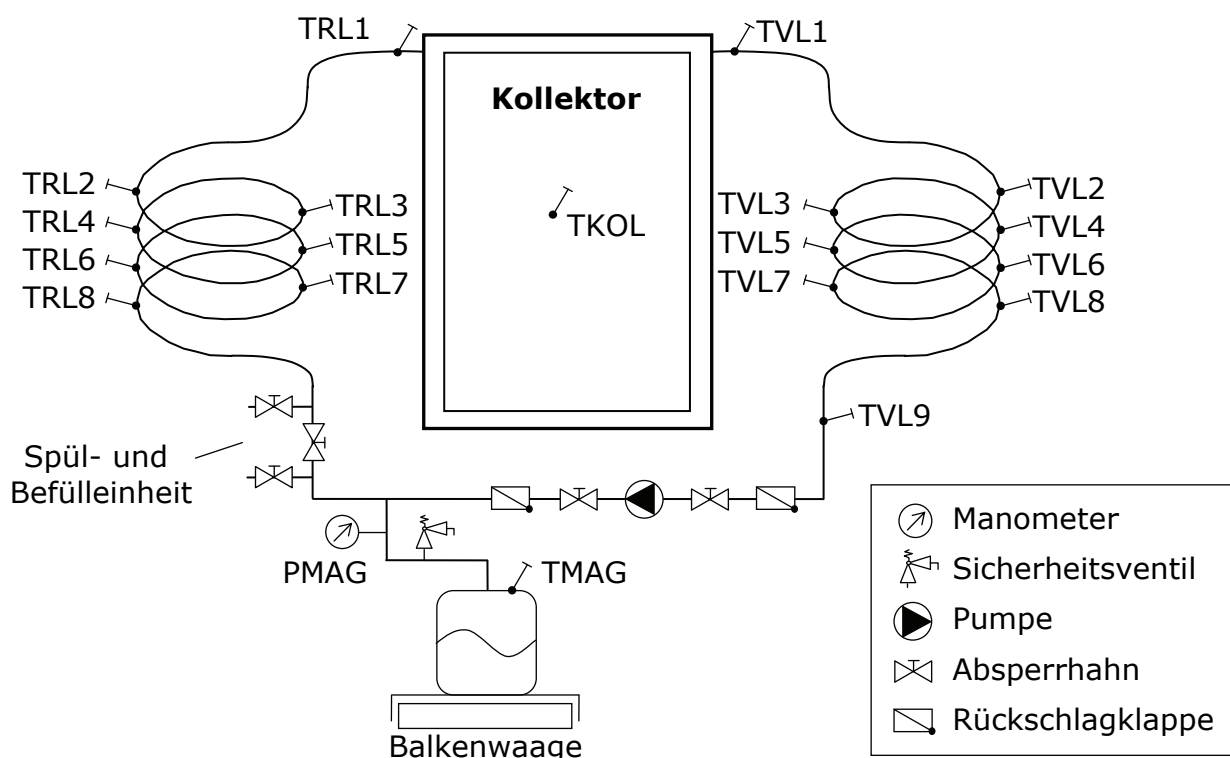 TRL1
TVL1
Kollektor
TKOL
TRL2
TRL4
TRL6
TRL8
TRL3
TRL5
TRL7
TVL3
TVL5
TVL7
TVL2
TVL4
TVL6
TVL8
TVL9
Spül- und
Befülleinheit
PMAG
TMAG
Balkenwaage
Manometer
Sicherheitsventil
Pumpe
Absperrhahn
Rückschlagklappe